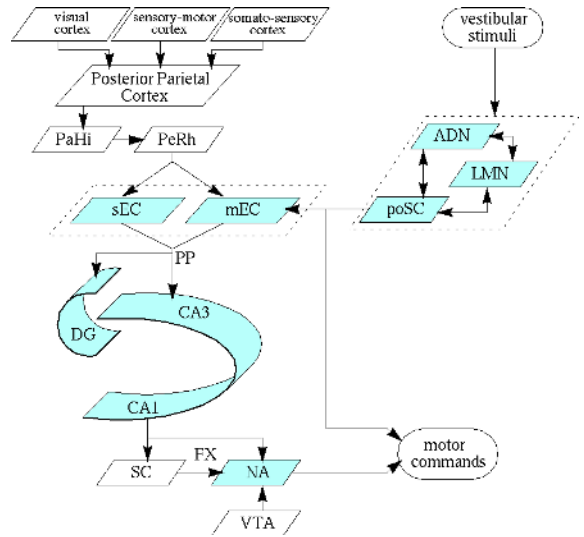 visual
cortex
sensory-motor
cortex
somato-sensory
cortex
vestibular
stimuli
Posterior Parietal
Cortex
PaHi
PeRh
ADN
LMN
poSC
sEC
mEC
PP
DG
CA3
CA1
SC
FX
NA
motor
commands
VTA